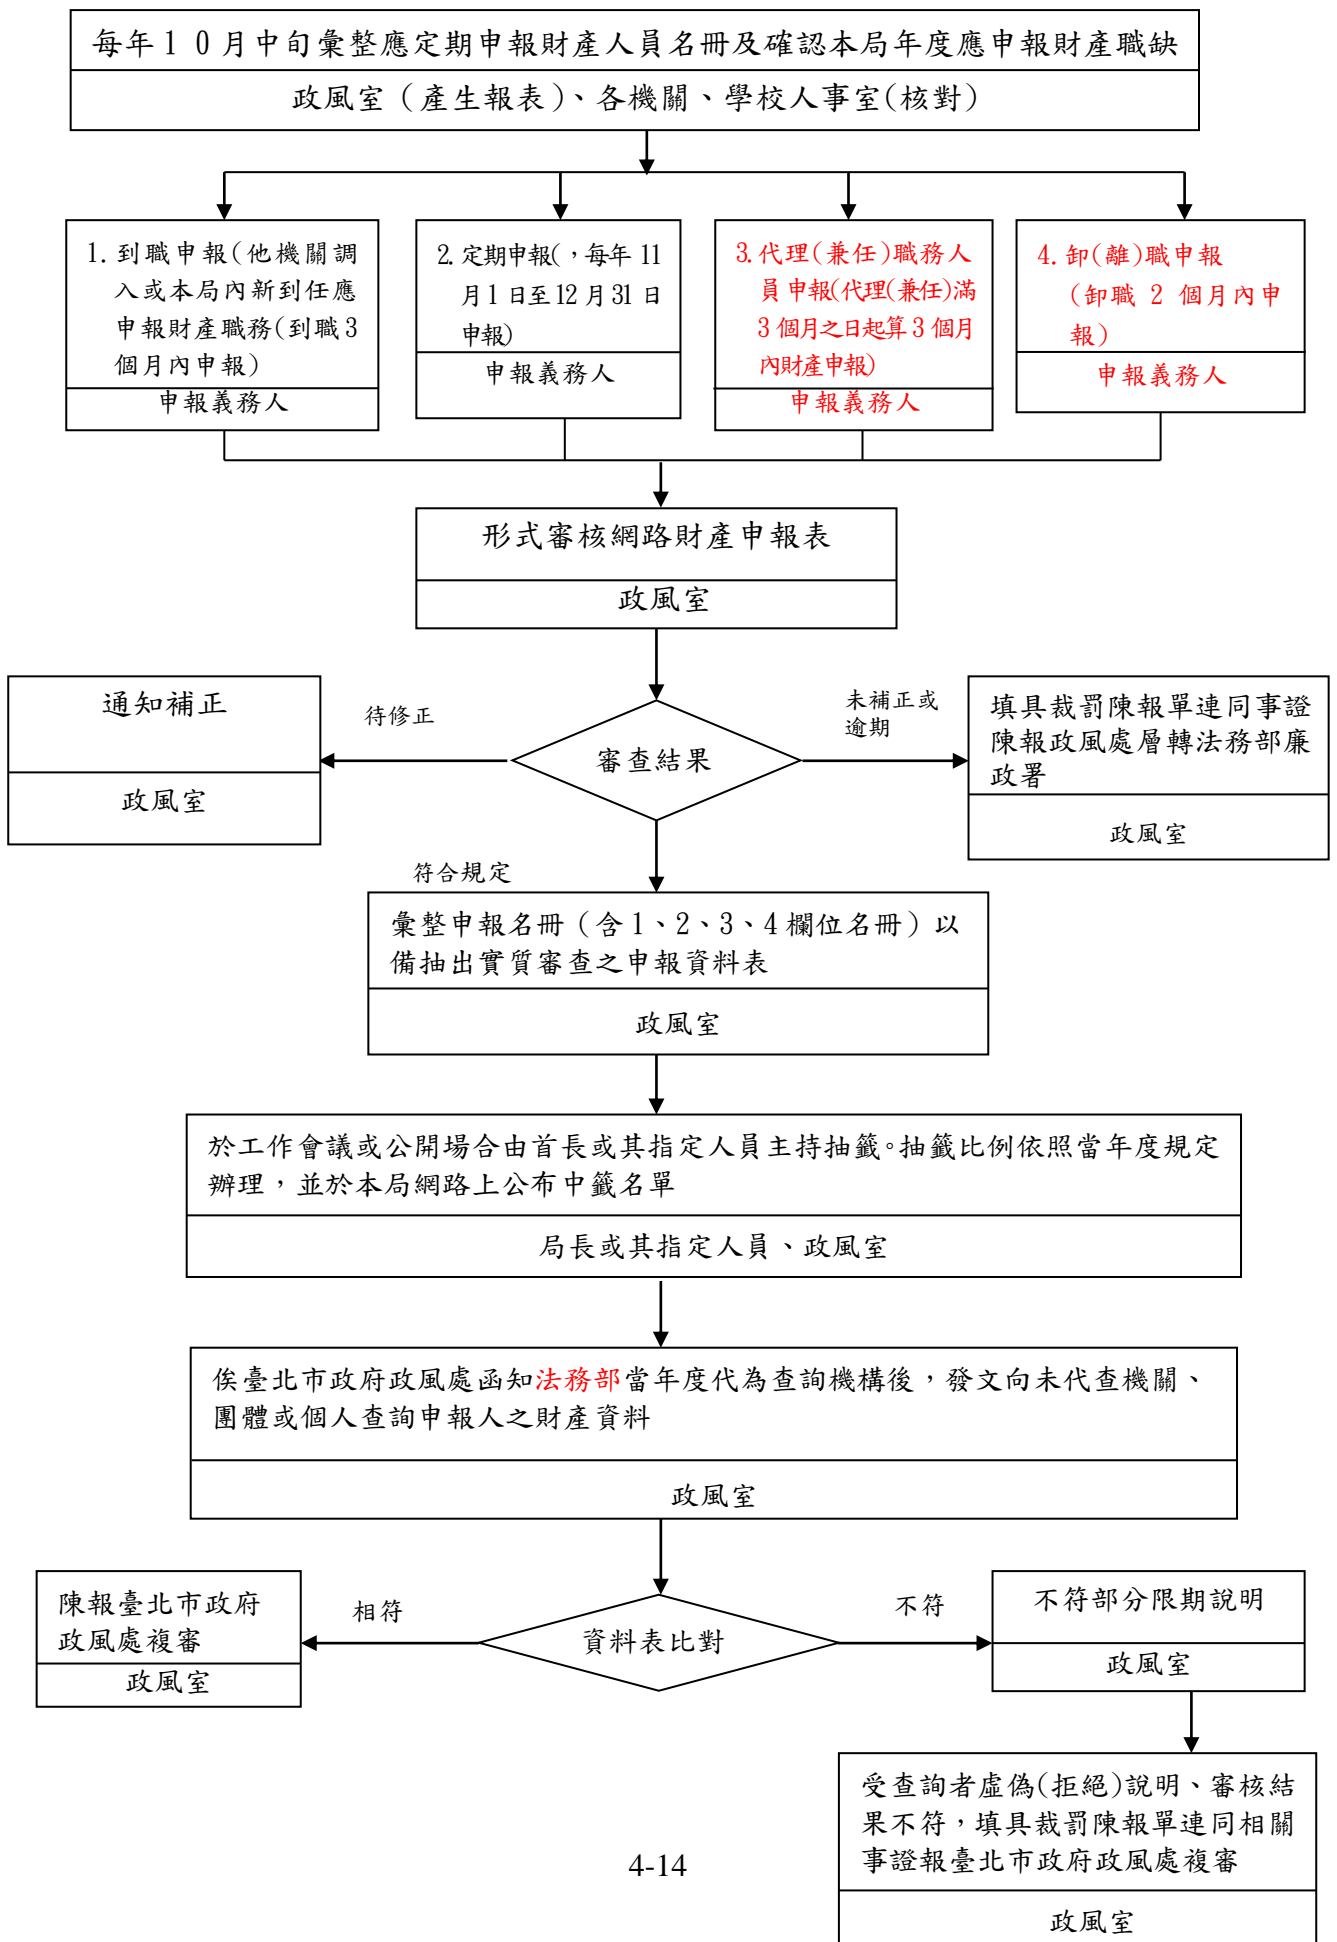 每年１０月中旬彙整應定期申報財產人員名冊及確認本局年度應申報財產職缺
政風室（產生報表）、各機關、學校人事室(核對)
1. 到職申報(他機關調
入或本局內新到任應
申報財產職務(到職 3
個月內申報)
申報義務人
2. 定期申報(，每年 11
月 1 日至 12 月 31 日
申報)
申報義務人
3. 代理(兼任)職務人
員申報(代理(兼任)滿
3 個月之日起算 3 個月
內財產申報)
申報義務人
4. 卸(離)職申報
(卸職 2 個月內申
報)
申報義務人
形式審核網路財產申報表
政風室
通知補正
政風室
待修正
審查結果
未補正或
逾期
填具裁罰陳報單連同事證
陳報政風處層轉法務部廉
政署
政風室
符合規定
彙整申報名冊（含 1、2、3、4 欄位名冊）以
備抽出實質審查之申報資料表
政風室
於工作會議或公開場合由首長或其指定人員主持抽籤。抽籤比例依照當年度規定
辦理，並於本局網路上公布中籤名單
局長或其指定人員、政風室
俟臺北市政府政風處函知法務部當年度代為查詢機構後，發文向未代查機關、
團體或個人查詢申報人之財產資料
政風室
陳報臺北市政府
政風處複審
政風室
相符
資料表比對
不符
不符部分限期說明
政風室
受查詢者虛偽(拒絕)說明、審核結
果不符，填具裁罰陳報單連同相關
事證報臺北市政府政風處複審
政風室
4-14